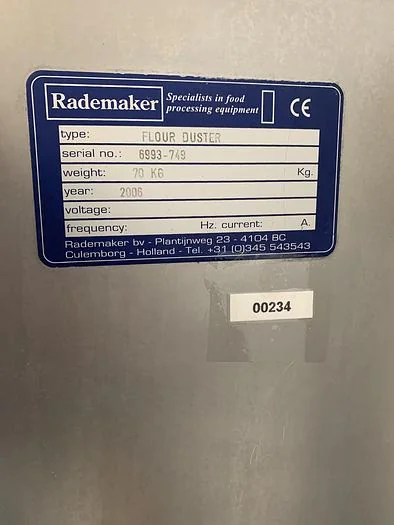 Rademaker
Specialists in food
processing equipment
CE
type: FLOUR DUSTER
serial no.: 6993-749
weight: 70 KG Kg.
year: 2006
voltage:
frequency: Hz. current: A.
Rademaker bv - Plantijnweg 23 - 4104 BC
Culemborg - Holland - Tel. +31 (0)345 543543
00234